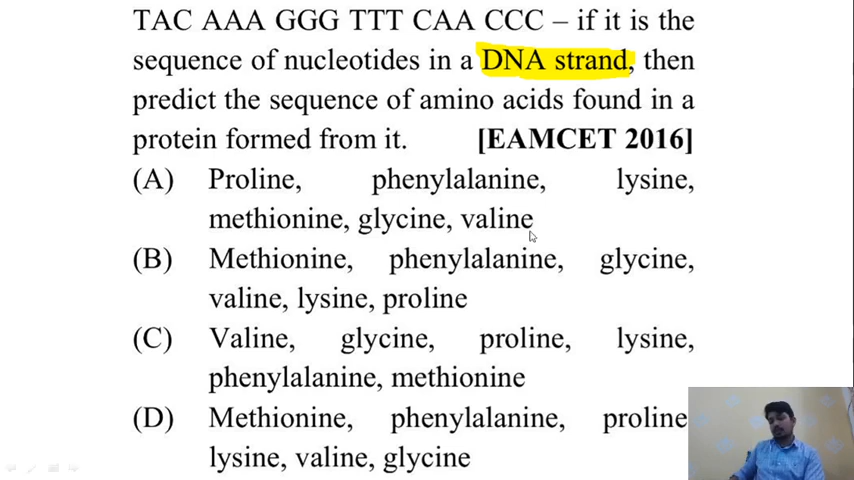 TAC AAA GGG TTT CAA CCC – if it is the
sequence of nucleotides in a DNA strand, then
predict the sequence of amino acids found in a
protein formed from it. [EAMCET 2016]
(A) Proline, phenylalanine, lysine,
methionine, glycine, valine
(B) Methionine, phenylalanine, glycine,
valine, lysine, proline
(C) Valine, glycine, proline, lysine,
phenylalanine, methionine
(D) Methionine, phenylalanine, proline
lysine, valine, glycine